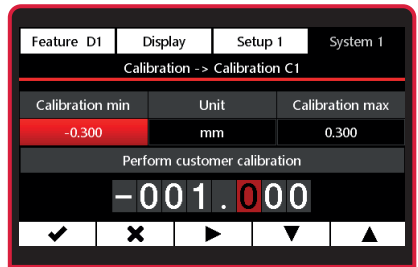 Feature D1 Display Setup 1 System 1
Calibration -> Calibration C1
Calibration min Unit Calibration max
-0.300 mm 0.300
Perform customer calibration
-001.000